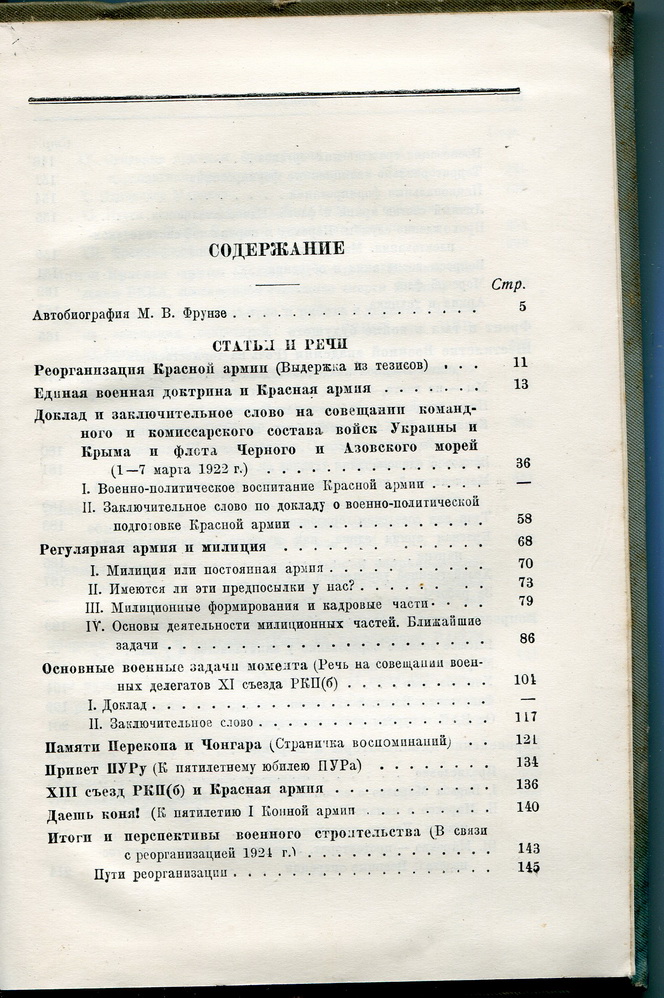 СОДЕРЖАНИЕ
Стр.
Автобиография М. В. Фрунзе . . . . . . . . . . . . . . . . 5
СТАТЬИ И РЕЧИ
Реорганизация Красной армии (Выдержка из тезисов) . . . 11
Единая военная доктрина и Красная армия . . . . . . . 13
Доклад и заключительное слово на совещании команд-
ного и комиссарского состава войск Украины и
Крыма и флота Черного и Азовского морей
(1—7 марта 1922 г.) . . . . . . . . . . . . . . . 36
I. Военно-политическое воспитание Красной армии . . . . —
II. Заключительное слово по докладу о военно-политической
подготовке Красной армии . . . . . . . . . . . . . 58
Регулярная армия и милиция . . . . . . . . . . . . . . 68
I. Милиция или постоянная армия . . . . . . . . . . . 70
II. Имеются ли эти предпосылки у нас? . . . . . . . . . 73
III. Милиционные формирования и кадровые части . . . . 79
IV. Основы деятельности милиционных частей. Ближайшие
задачи . . . . . . . . . . . . . . . . . . . . . . 86
Основные военные задачи момента (Речь на совещании воен-
ных делегатов XI съезда РКП(б) . . . . . . . . . . 101
I. Доклад . . . . . . . . . . . . . . . . . . . . . . . —
II. Заключительное слово . . . . . . . . . . . . . . . 117
Памяти Перекопа и Чонгара (Страничка воспоминаний) . . 121
Привет ПУРу (К пятилетнему юбилею ПУРа) . . . . . . . 134
XIII съезд РКП(б) и Красная армия . . . . . . . . . . . 136
Даешь коня! (К пятилетию I Конной армии . . . . . . . . 140
Итоги и перспективы военного строительства (В связи
с реорганизацией 1924 г.) . . . . . . . . . . . . . 143
Пути реорганизации . . . . . . . . . . . . . . . . . 145